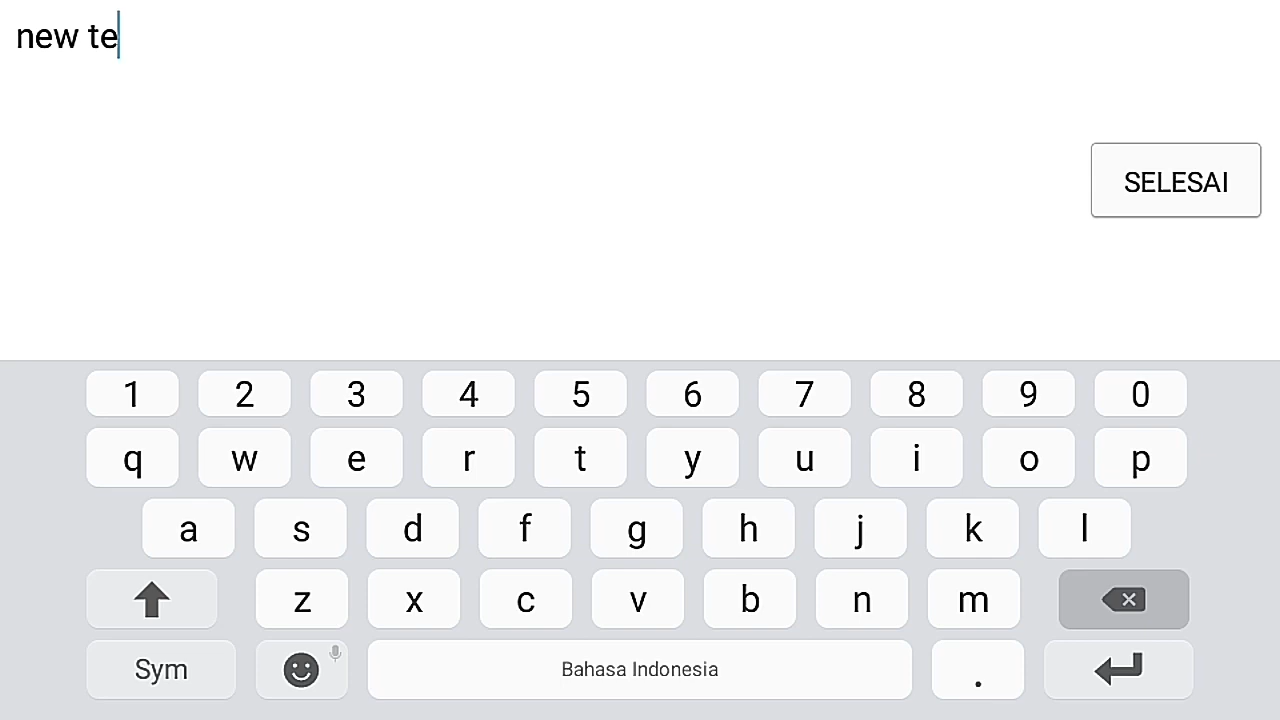 new te
SELESAI
1 2 3 4 5 6 7 8 9 0
q w e r t y u i o p
a s d f g h j k l
z x c v b n m
Sym Bahasa Indonesia .